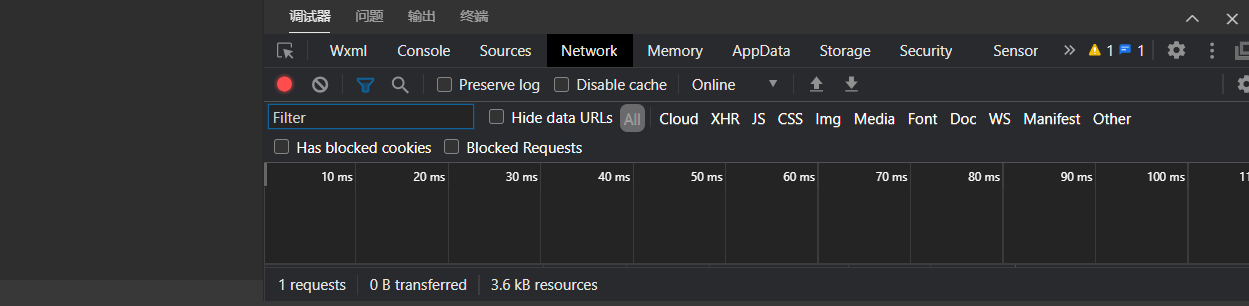 调试器 问题 输出 终端
Wxml Console Sources Network Memory AppData Storage Security Sensor 1 1
Preserve log Disable cache Online
Filter Hide data URLs All Cloud XHR JS CSS Img Media Font Doc WS Manifest Other
Has blocked cookies Blocked Requests
10 ms 20 ms 30 ms 40 ms 50 ms 60 ms 70 ms 80 ms 90 ms 100 ms 11
1 requests 0 B transferred 3.6 kB resources